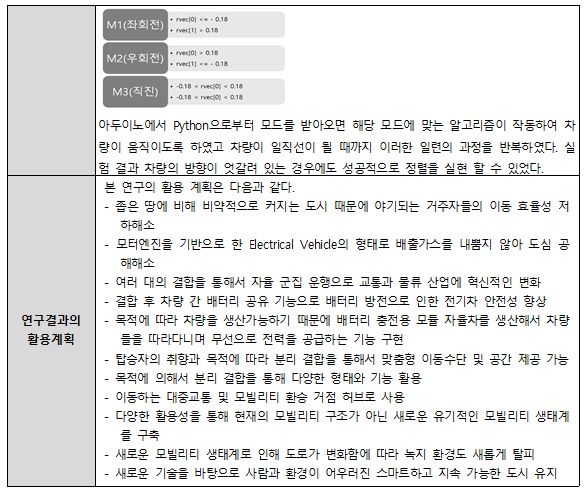 M1(좌회전)
• rvec[0] <= - 0.18
• rvec[1] > 0.18
M2(우회전)
• rvec[0] > 0.18
• rvec[1] <= - 0.18
M3(직진)
• -0.18 < rvec[0] < 0.18
• -0.18 < rvec[0] < 0.18
아두이노에서 Python으로부터 모드를 받아오면 해당 모드에 맞는 알고리즘이 작동하여 차
량이 움직이도록 하였고 차량이 일직선이 될 때까지 이러한 일련의 과정을 반복하였다. 실
험 결과 차량의 방향이 엇갈려 있는 경우에도 성공적으로 정렬을 실현 할 수 있었다.
연구결과의
활용계획
본 연구의 활용 계획은 다음과 같다.
- 좁은 땅에 비해 비약적으로 커지는 도시 때문에 야기되는 거주자들의 이동 효율성 저
하해소
- 모터엔진을 기반으로 한 Electrical Vehicle의 형태로 배출가스를 내뿜지 않아 도심 공
해해소
- 여러 대의 결합을 통해서 자율 군집 운행으로 교통과 물류 산업에 혁신적인 변화
- 결합 후 차량 간 배터리 공유 기능으로 배터리 방전으로 인한 전기차 안전성 향상
- 목적에 따라 차량을 생산가능하기 때문에 배터리 충전용 모듈 자율차를 생산해서 차량
들을 따라다니며 무선으로 전력을 공급하는 기능 구현
- 탑승자의 취향과 목적에 따라 분리 결합을 통해서 맞춤형 이동수단 및 공간 제공 가능
- 목적에 의해서 분리 결합을 통해 다양한 형태와 기능 활용
- 이동하는 대중교통 및 모빌리티 환승 거점 허브로 사용
- 다양한 활용성을 통해 현재의 모빌리티 구조가 아닌 새로운 유기적인 모빌리티 생태계
를 구축
- 새로운 모빌리티 생태계로 인해 도로가 변화함에 따라 녹지 환경도 새롭게 탈피
- 새로운 기술을 바탕으로 사람과 환경이 어우러진 스마트하고 지속 가능한 도시 유지